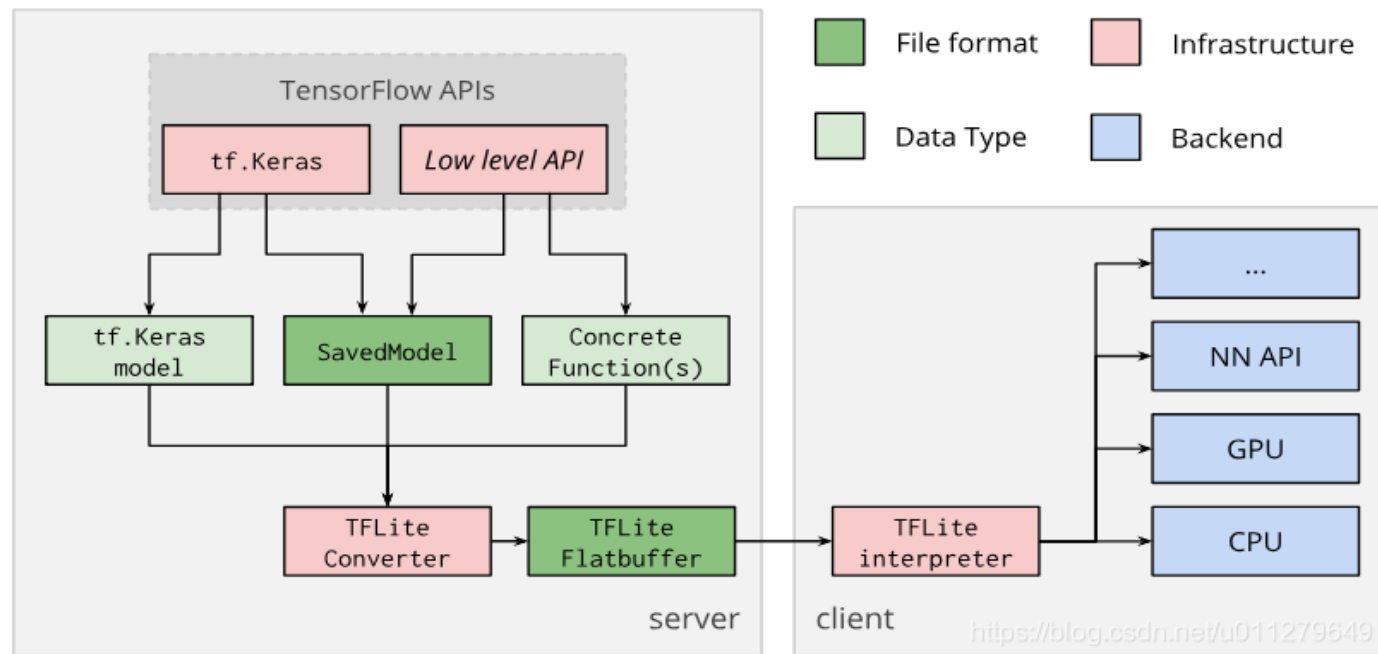 TensorFlow APIs
tf.Keras
Low level API
tf.Keras
model
SavedModel
Concrete
Function(s)
TFLite
Converter
TFLite
Flatbuffer
server
File format
Infrastructure
Data Type
Backend
...
NN API
GPU
CPU
TFLite
interpreter
client
https://blog.csdn.net/u011279649